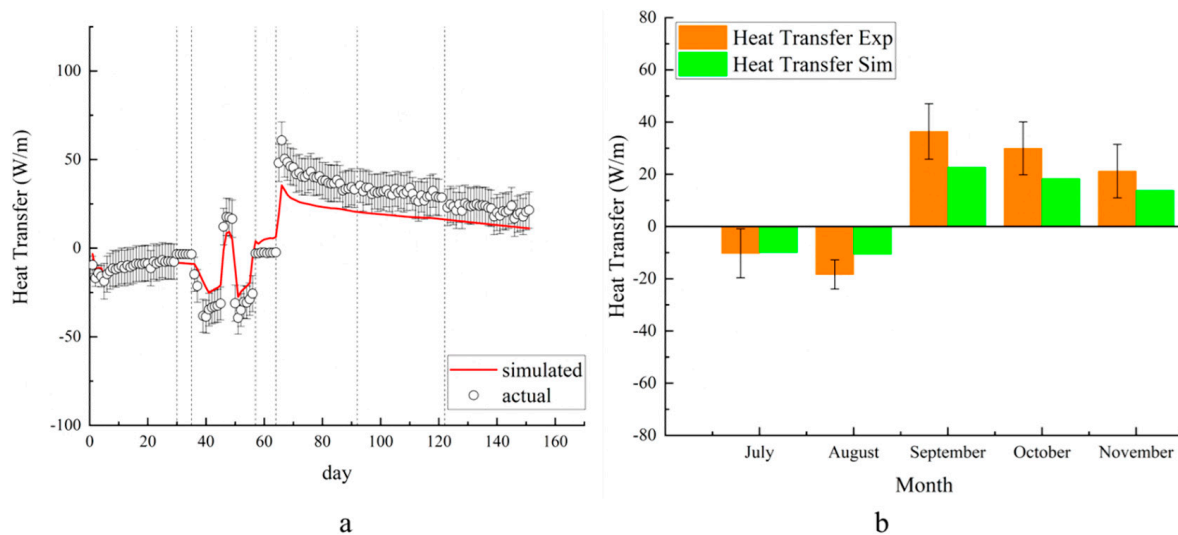 Heat Transfer (W/m)
100
50
0
-50
-100
0
20
40
60
80
100
120
140
160
day
simulated
actual
a
Heat Transfer (W/m)
80
60
40
20
0
-20
-40
-60
-80
Heat Transfer Exp
Heat Transfer Sim
July
August
September
October
November
Month
b